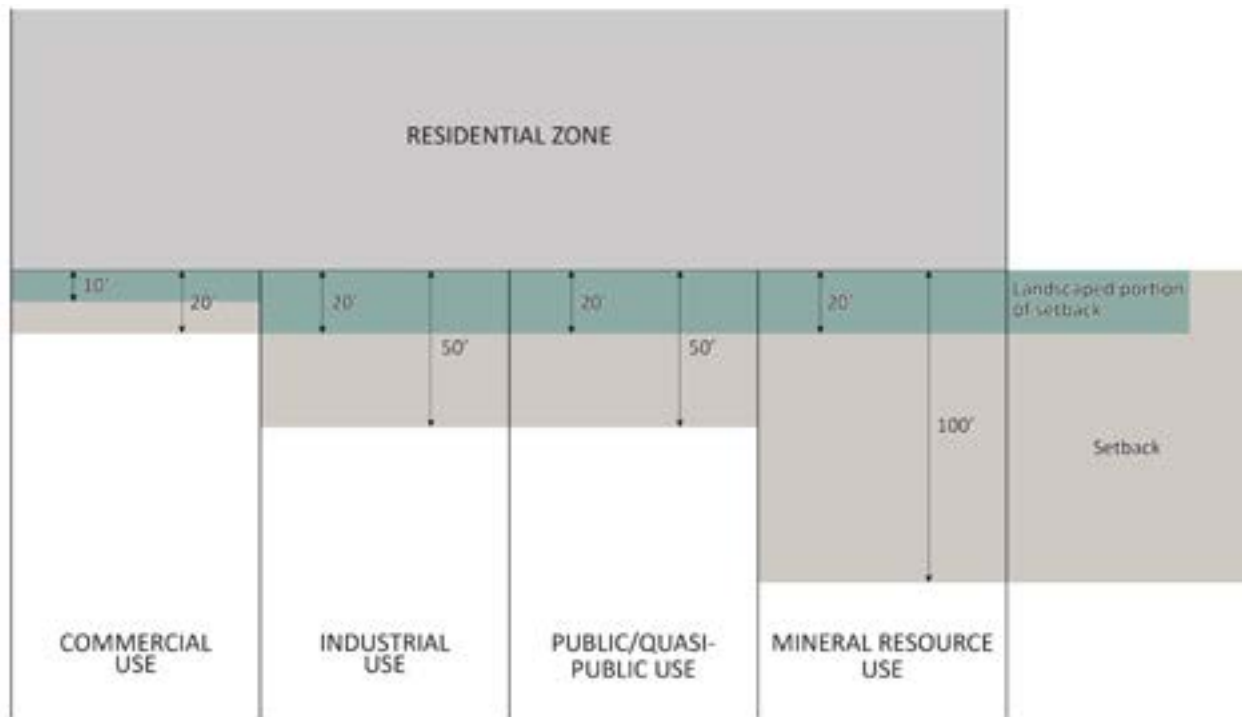 RESIDENTIAL ZONE
10'
20'
20'
50'
20'
50'
20'
100'
Landscaped portion
of setback
Setback
COMMERCIAL
USE
INDUSTRIAL
USE
PUBLIC/QUASI-
PUBLIC USE
MINERAL RESOURCE
USE